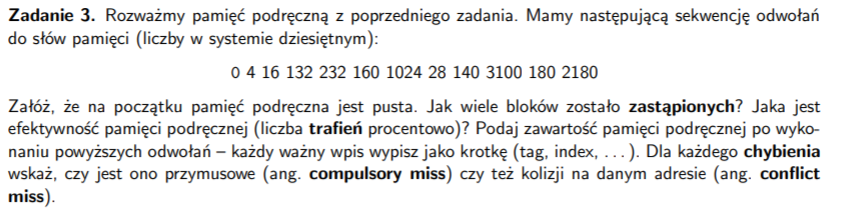 Zadanie 3. Rozważmy pamięć podręczną z poprzedniego zadania. Mamy następującą sekwencję odwołań
do słów pamięci (liczby w systemie dziesiętnym):
0 4 16 132 232 160 1024 28 140 3100 180 2180
Załóż, że na początku pamięć podręczna jest pusta. Jak wiele bloków zostało zastąpionych? Jaka jest
efektywność pamięci podręcznej (liczba trafień procentowo)? Podaj zawartość pamięci podręcznej po wyko-
naniu powyższych odwołań – każdy ważny wpis wypisz jako krotkę (tag, index, ...). Dla każdego chybienia
wskaż, czy jest ono przymusowe (ang. compulsory miss) czy też kolizji na danym adresie (ang. conflict
miss).